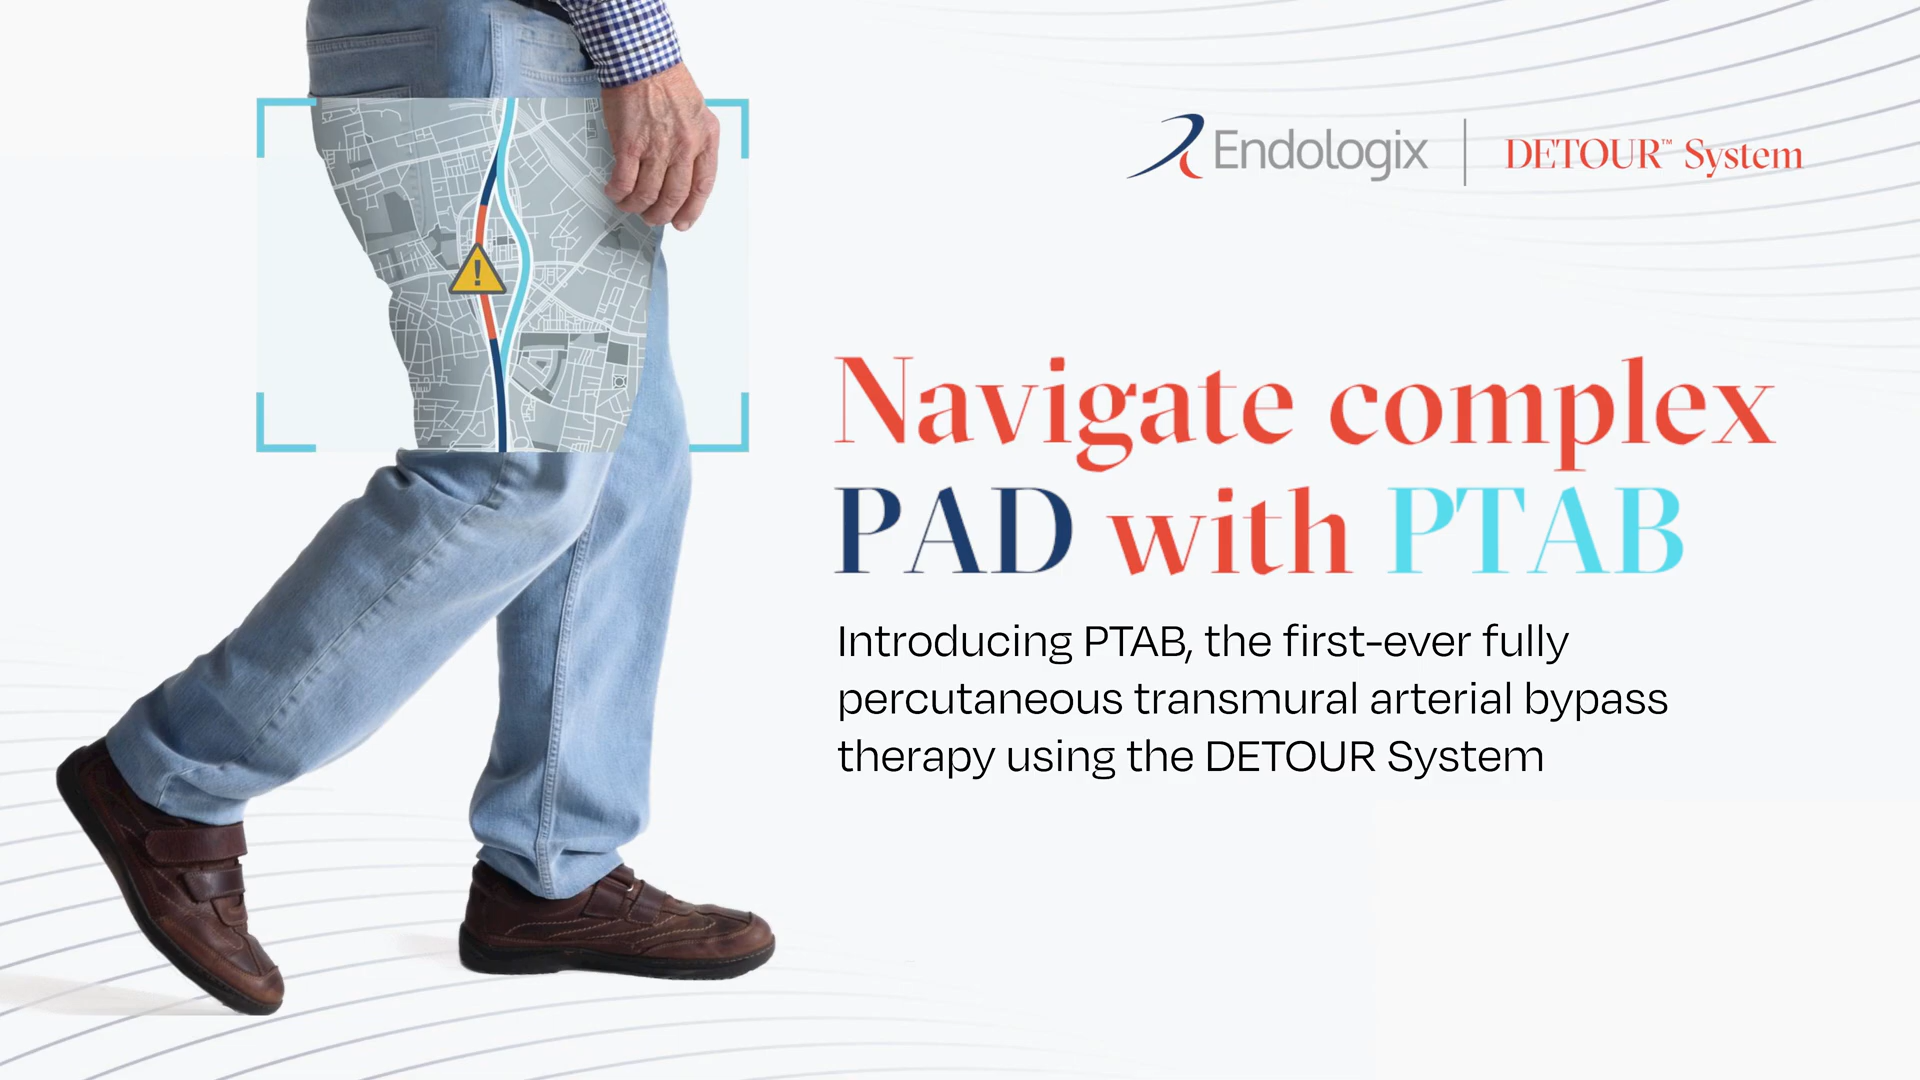 Endologix | DETOUR™ System
Navigate complex
PAD with PTAB
Introducing PTAB, the first-ever fully
percutaneous transmural arterial bypass
therapy using the DETOUR System